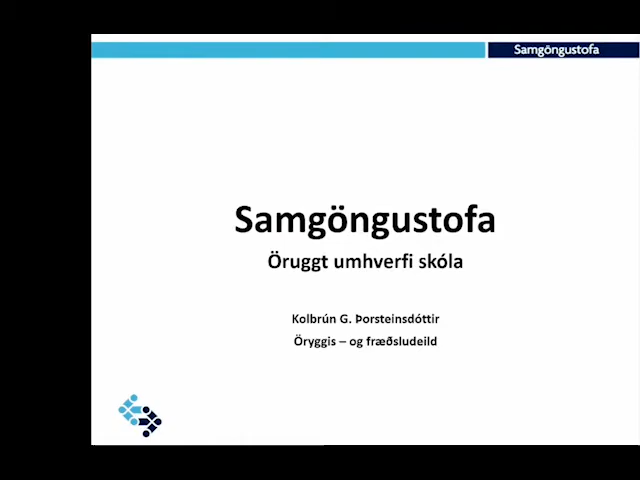 Samgöngustofa
Samgöngustofa
Öruggt umhverfi skóla
Kolbrún G. Þorsteinsdóttir
Öryggis – og fræðsludeild